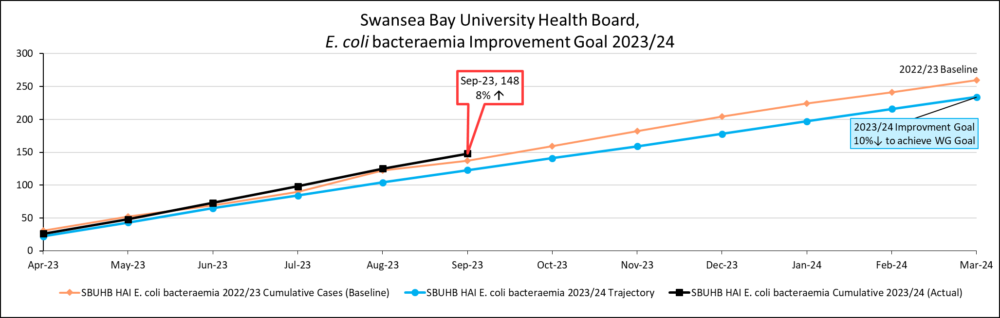 Swansea Bay University Health Board,
E. coli bacteraemia Improvement Goal 2023/24
300
250
200
150
100
50
0
Sep-23, 148
8% ↑
2022/23 Baseline
2023/24 Improvment Goal
10%↓ to achieve WG Goal
Apr-23 May-23 Jun-23 Jul-23 Aug-23 Sep-23 Oct-23 Nov-23 Dec-23 Jan-24 Feb-24 Mar-24
SBUHB HAI E. coli bacteraemia 2022/23 Cumulative Cases (Baseline) SBUHB HAI E. coli bacteraemia 2023/24 Trajectory SBUHB HAI E. coli bacteraemia Cumulative 2023/24 (Actual)